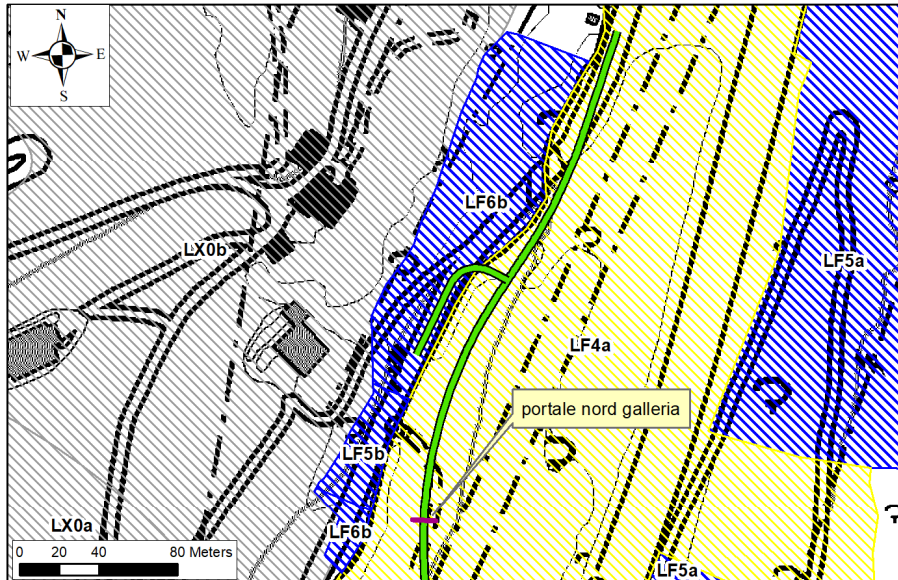 N
W E
S
LF6b
LX0b
LF5a
LF4a
portale nord galleria
LF5b
LX0a
LF6b
0 20 40 80 Meters
LF5a